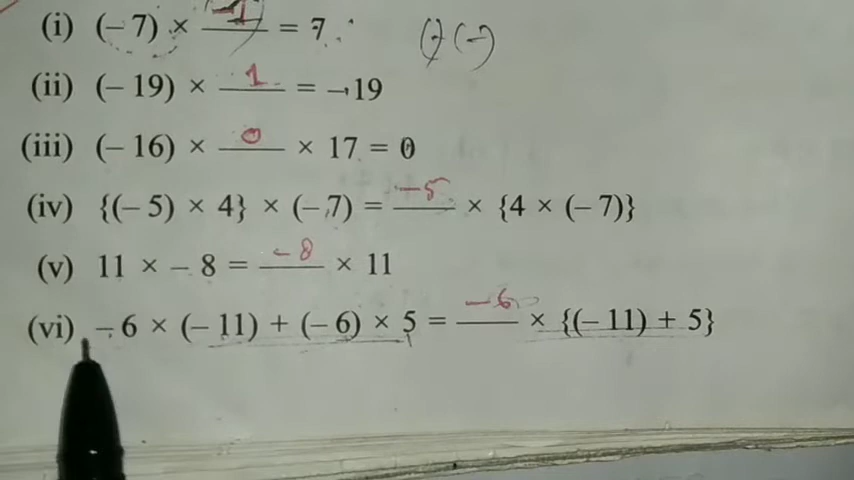 (i) (– 7) × -1 = 7 (-) (-)
(ii) (– 19) × 1 = – 19
(iii) (– 16) × 0 × 17 = 0
(iv) {(– 5) × 4} × (– 7) = -5 × {4 × (– 7)}
(v) 11 × – 8 = -8 × 11
(vi) – 6 × (– 11) + (– 6) × 5 = -6 × {(– 11) + 5}